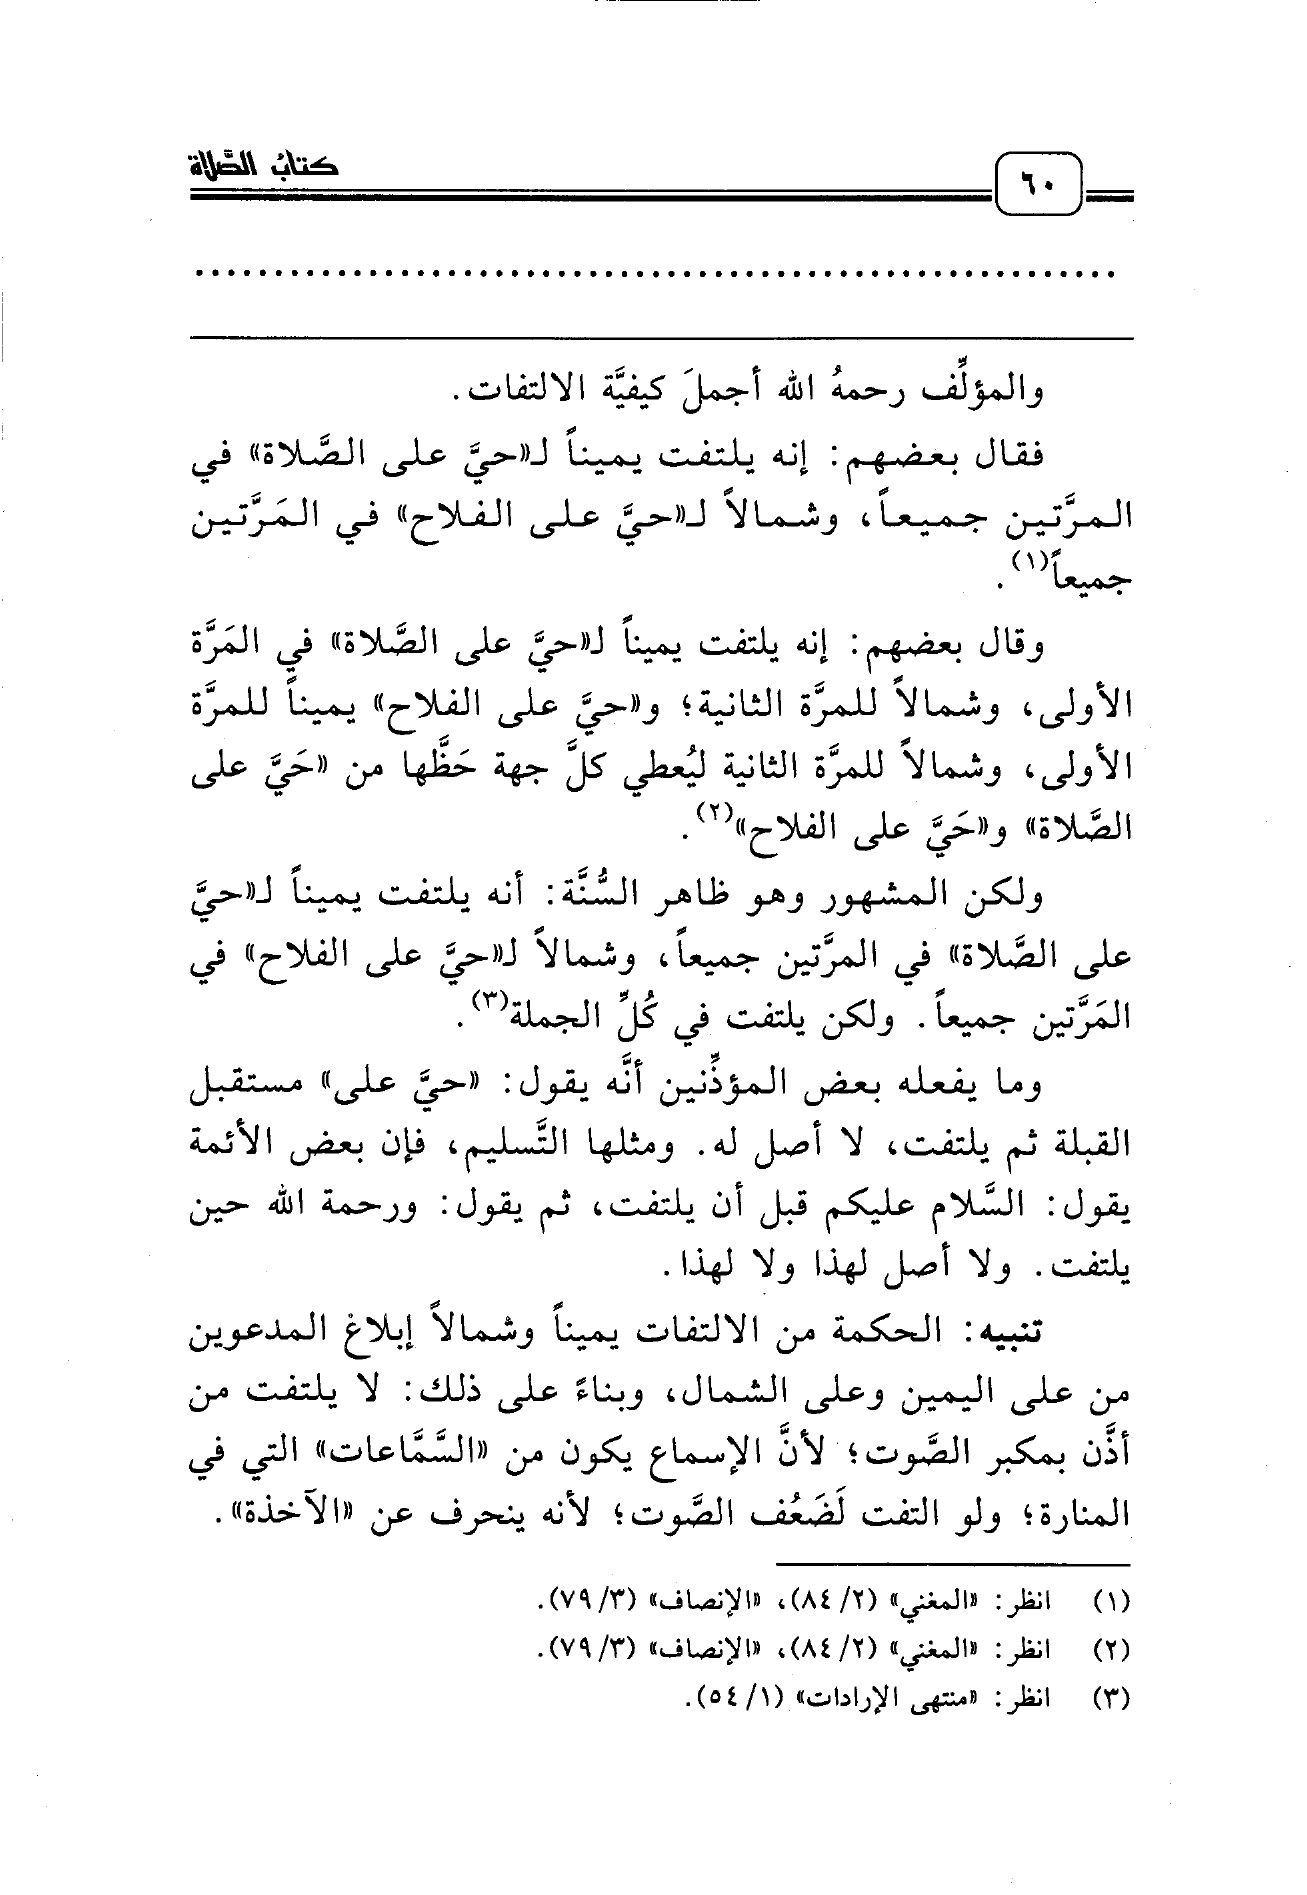 كتابُ الصَّلاة
٦٠
..........................................................
والمؤلِّف رحمهُ الله أجملَ كيفيَّة الالتفات.
فقال بعضهم: إنه يلتفت يميناً لـ«حيَّ على الصَّلاة» في
المرَّتين جميعاً، وشمالاً لـ«حيَّ على الفلاح» في المَرَّتين
جميعاً(١).
وقال بعضهم: إنه يلتفت يميناً لـ«حيَّ على الصَّلاة» في المَرَّة
الأولى، وشمالاً للمرَّة الثانية؛ و«حيَّ على الفلاح» يميناً للمرَّة
الأولى، وشمالاً للمرَّة الثانية ليُعطي كلَّ جهة حَظَّها من «حَيَّ على
الصَّلاة» و«حَيَّ على الفلاح»(٢).
ولكن المشهور وهو ظاهر السُّنَّة: أنه يلتفت يميناً لـ«حيَّ
على الصَّلاة» في المرَّتين جميعاً، وشمالاً لـ«حيَّ على الفلاح» في
المَرَّتين جميعاً. ولكن يلتفت في كُلِّ الجملة(٣).
وما يفعله بعض المؤذِّنين أنَّه يقول: «حيَّ على» مستقبل
القبلة ثم يلتفت، لا أصل له. ومثلها التَّسليم، فإن بعض الأئمة
يقول: السَّلام عليكم قبل أن يلتفت، ثم يقول: ورحمة الله حين
يلتفت. ولا أصل لهذا ولا لهذا.
تنبيه: الحكمة من الالتفات يميناً وشمالاً إبلاغ المدعوين
من على اليمين وعلى الشمال، وبناءً على ذلك: لا يلتفت من
أذَّن بمكبر الصَّوت؛ لأنَّ الإسماع يكون من «السَّمَّاعات» التي في
المنارة؛ ولو التفت لَضَعُف الصَّوت؛ لأنه ينحرف عن «الآخذة».
(١) انظر: «المغني» (٢/ ٨٤)، «الإنصاف» (٣/ ٧٩).
(٢) انظر: «المغني» (٢/ ٨٤)، «الإنصاف» (٣/ ٧٩).
(٣) انظر: «منتهى الإرادات» (١/ ٥٤).